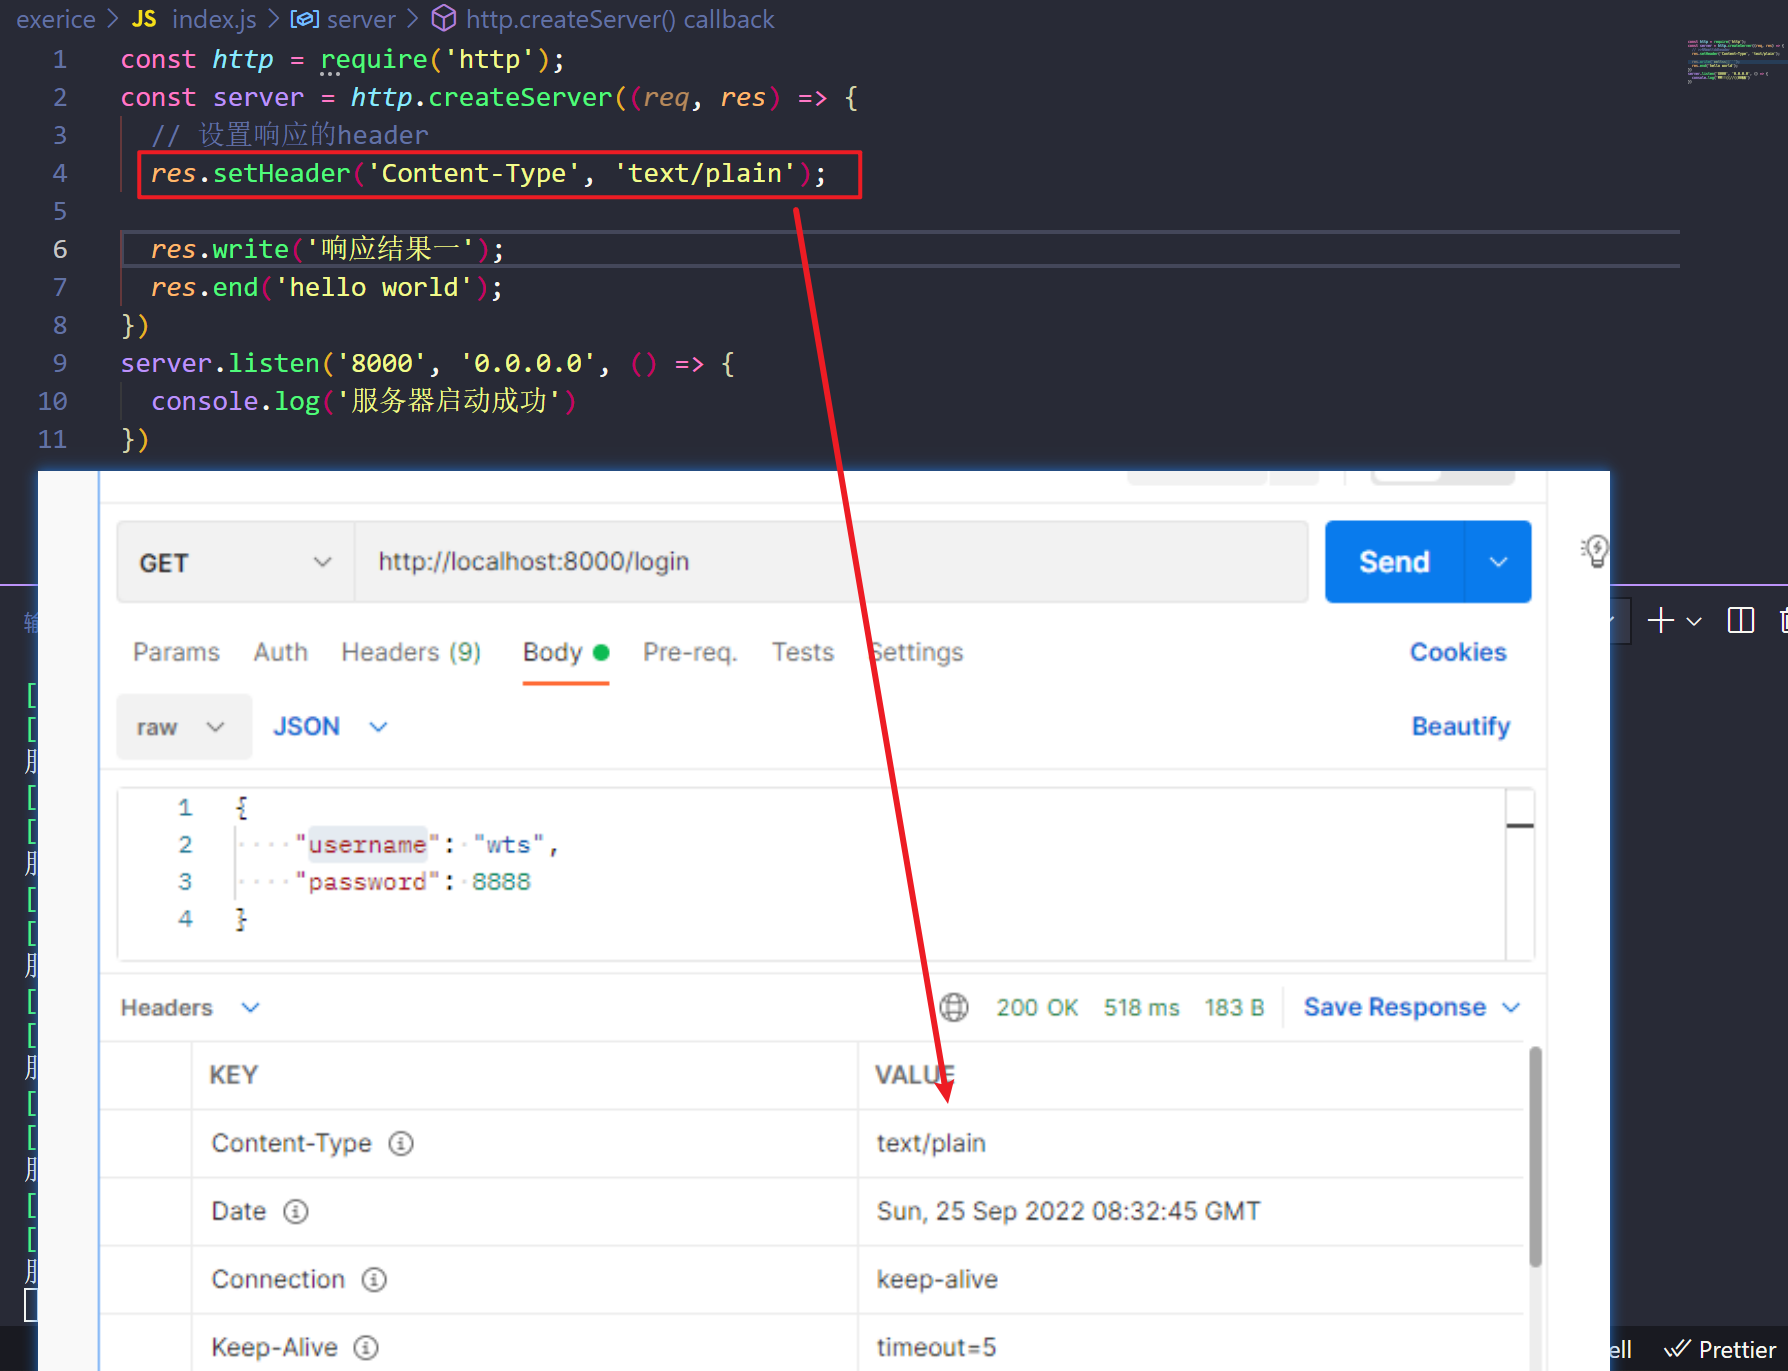 exerice > JS index.js > server > http.createServer() callback
1 const http = require('http');
2 const server = http.createServer((req, res) => {
3 // 设置响应的header
4 res.setHeader('Content-Type', 'text/plain');
5
6 res.write('响应结果一');
7 res.end('hello world');
8 })
9 server.listen('8000', '0.0.0.0', () => {
10 console.log('服务器启动成功')
11 })
GET http://localhost:8000/login Send
Params Auth Headers (9) Body Pre-req. Tests Settings Cookies
raw JSON Beautify
1 {
2 "username": "wts",
3 "password": 8888
4 }
Headers 200 OK 518 ms 183 B Save Response
KEY VALUE
Content-Type text/plain
Date Sun, 25 Sep 2022 08:32:45 GMT
Connection keep-alive
Keep-Alive timeout=5
ell Prettier